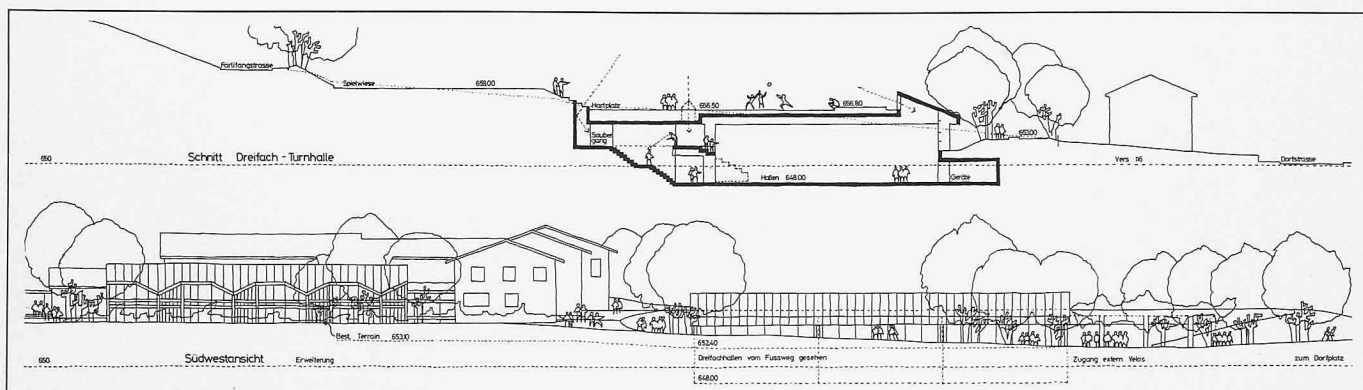 Farlifangstrasse
Spielwiese 659.00
Hartplatz 656.50 656.80
Sauber
gang
653.00
650 Schnitt Dreifach-Turnhalle Vers 116 Dorfstrasse
Hallen 648.00 Geräte
Best. Terrain 653.10
652.40
650 Südwestansicht Erweiterung Dreifachhallen vom Fussweg gesehen Zugang extern Velos zum Dorfplatz
648.00